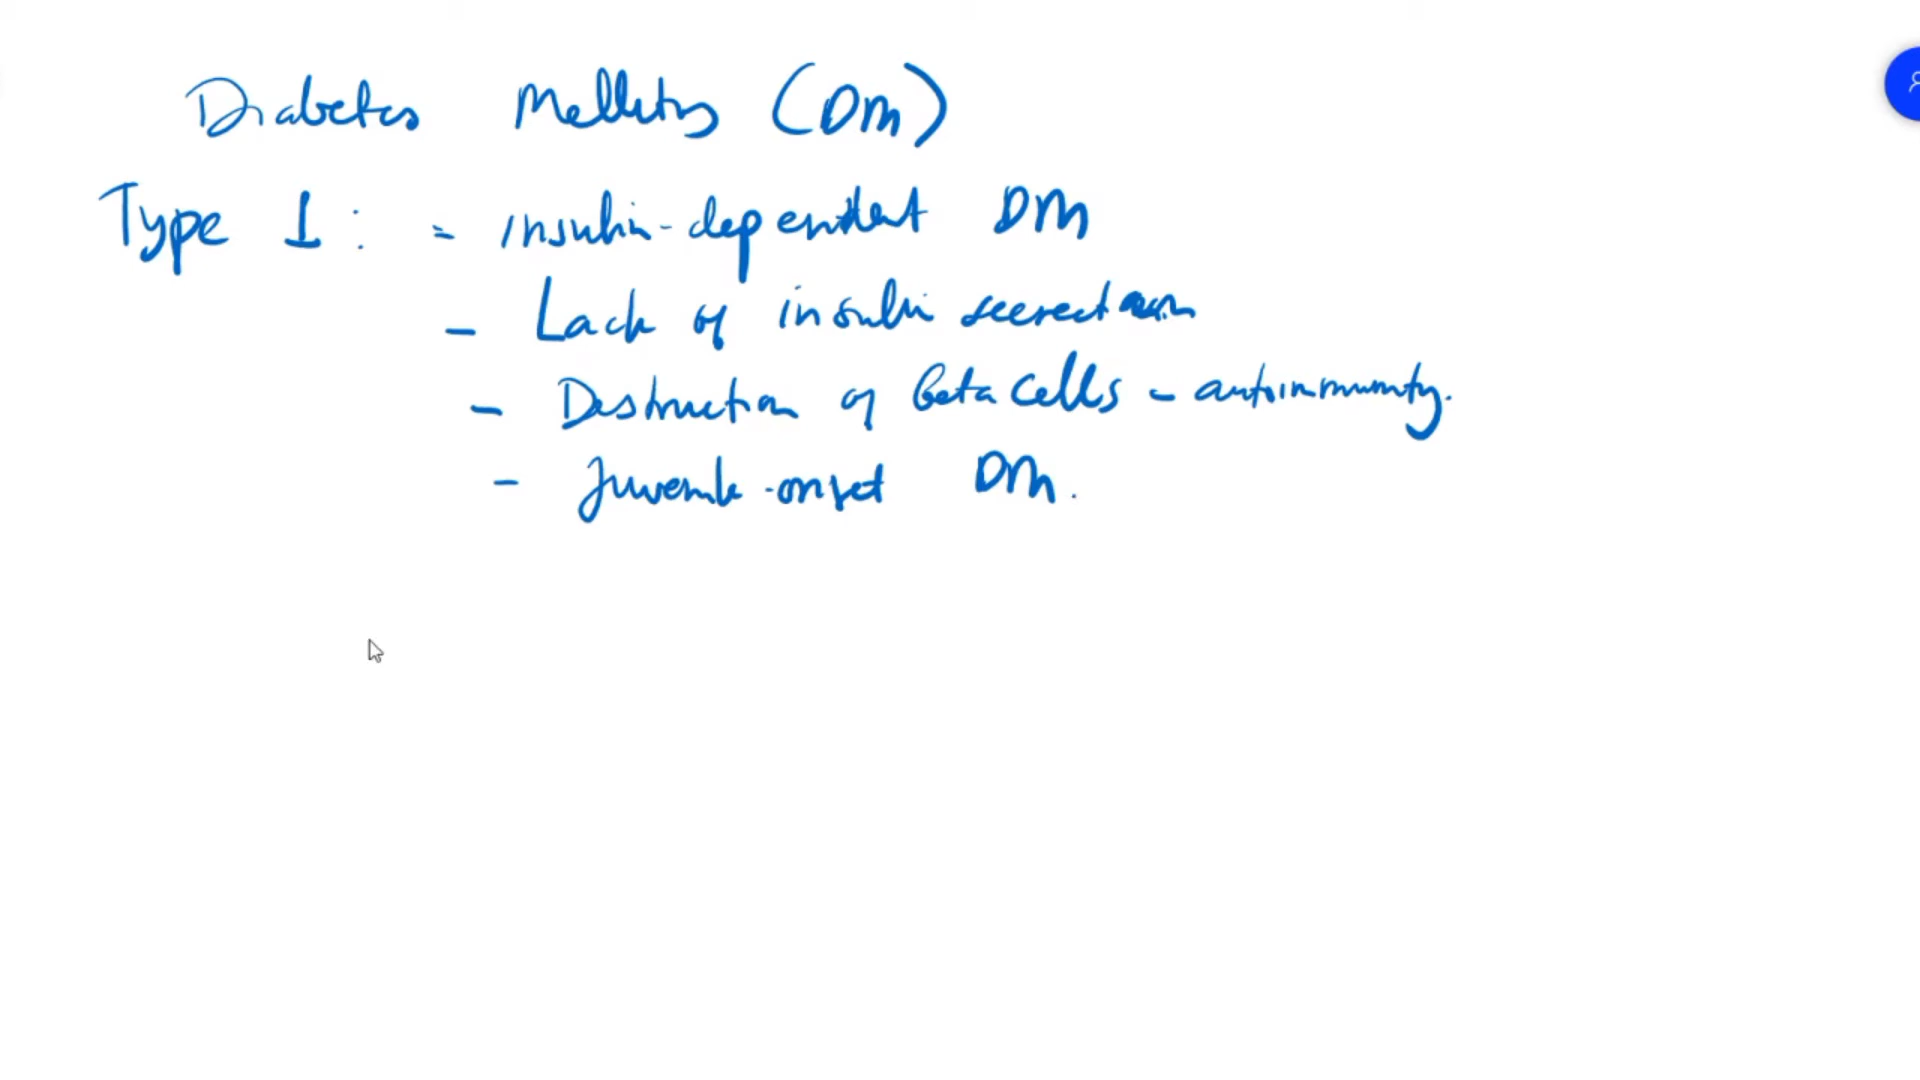 Diabetes Mellitus (DM)
Type 1 : - insulin-dependent DM
- Lack of insulin secretion
- Destruction of beta cells - autoimmunity.
- Juvenile-onset DM.